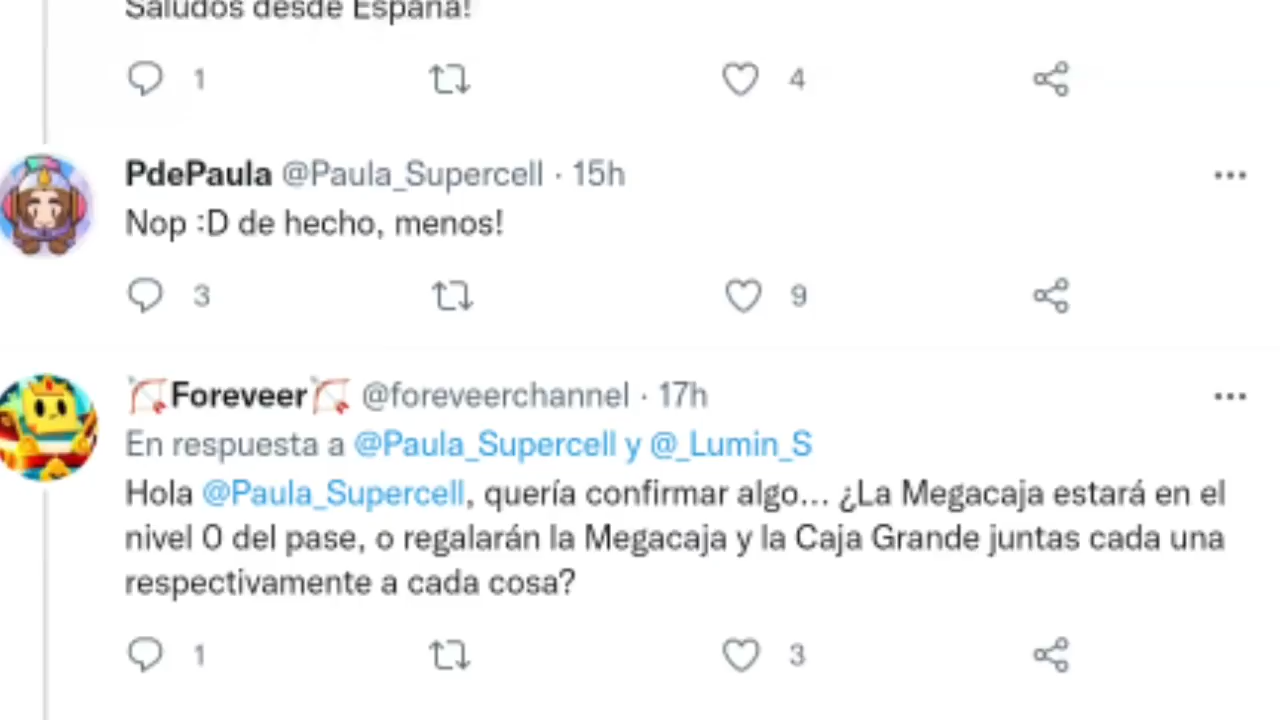 Saludos desde España!
1 4
PdePaula @Paula_Supercell · 15h
Nop :D de hecho, menos!
3 9
Foreveer @foreveerchannel · 17h
En respuesta a @Paula_Supercell y @_Lumin_S
Hola @Paula_Supercell, quería confirmar algo... ¿La Megacaja estará en el
nivel 0 del pase, o regalarán la Megacaja y la Caja Grande juntas cada una
respectivamente a cada cosa?
1 3